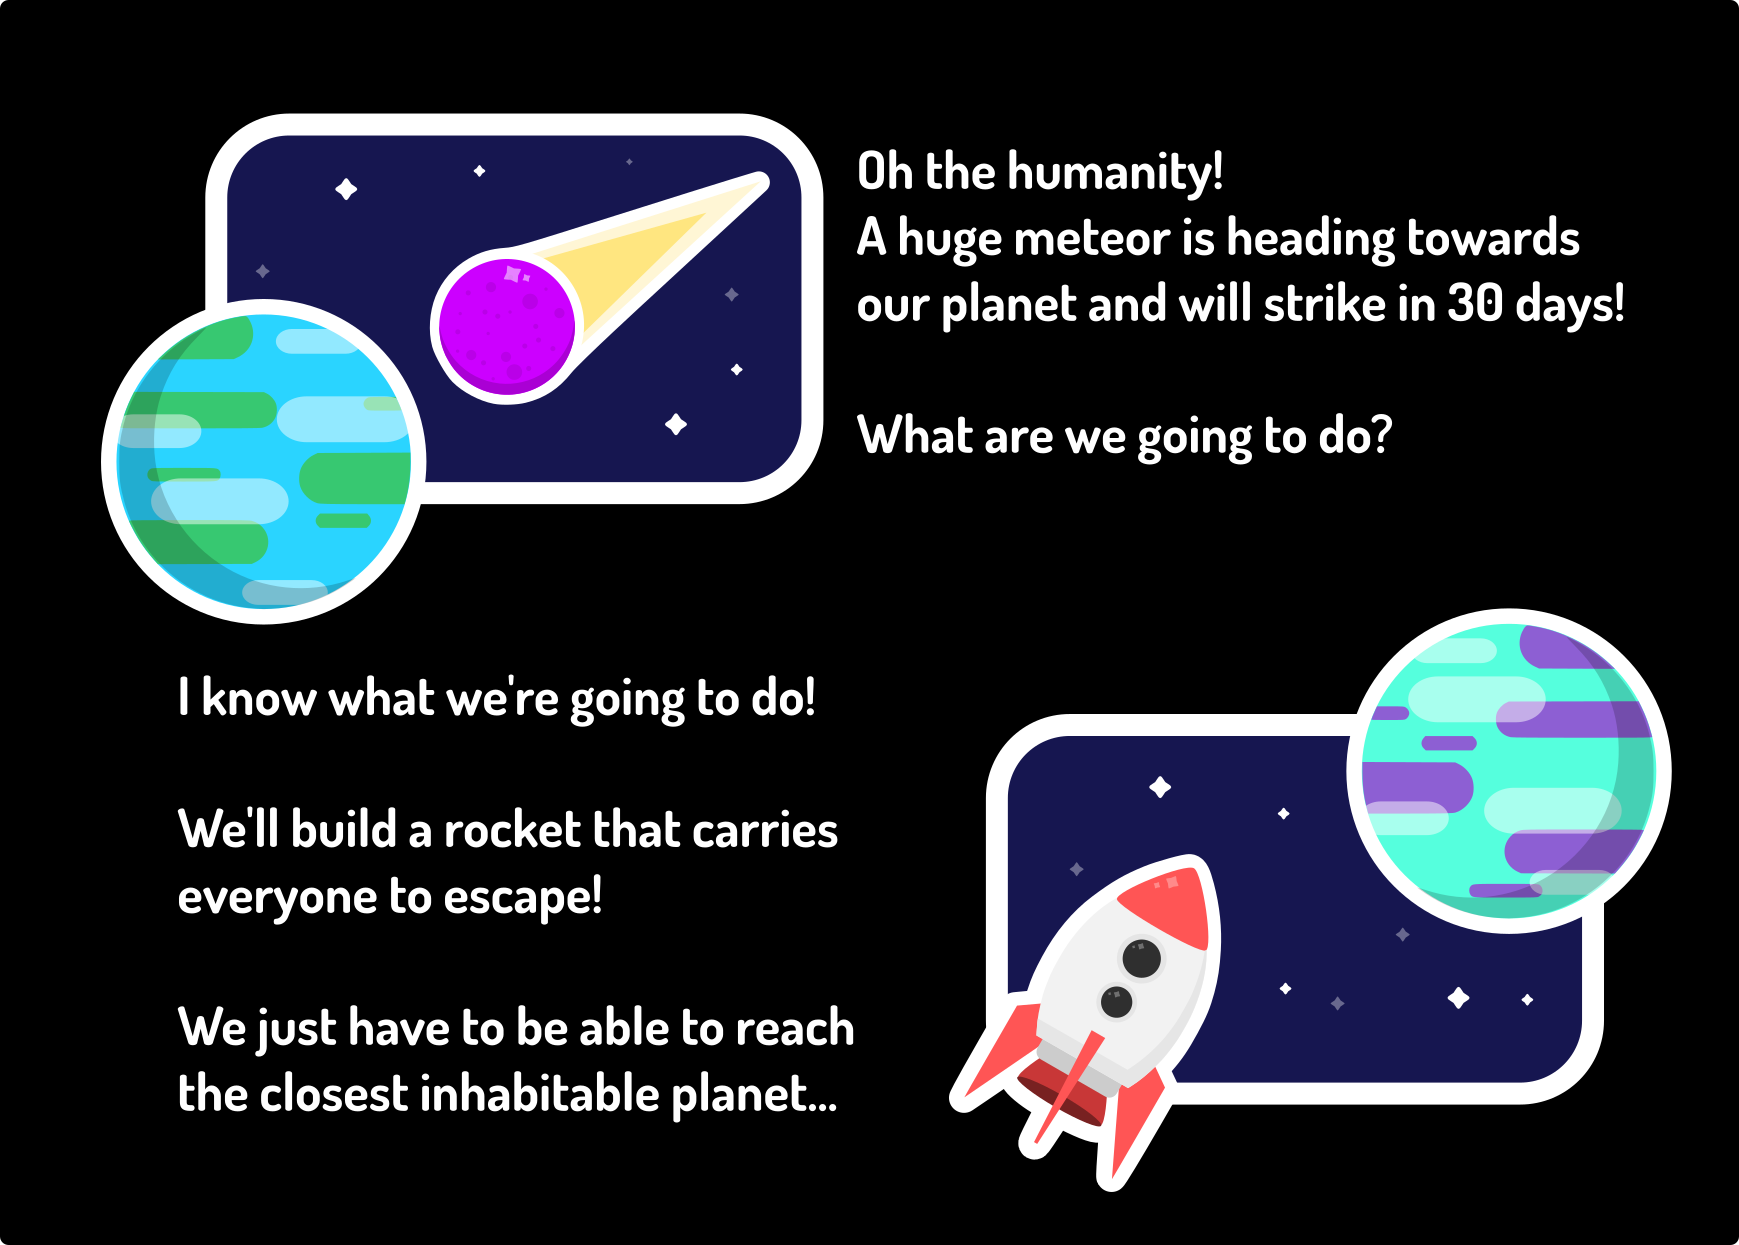 Oh the humanity!
A huge meteor is heading towards
our planet and will strike in 30 days!
What are we going to do?
I know what we're going to do!
We'll build a rocket that carries
everyone to escape!
We just have to be able to reach
the closest inhabitable planet...